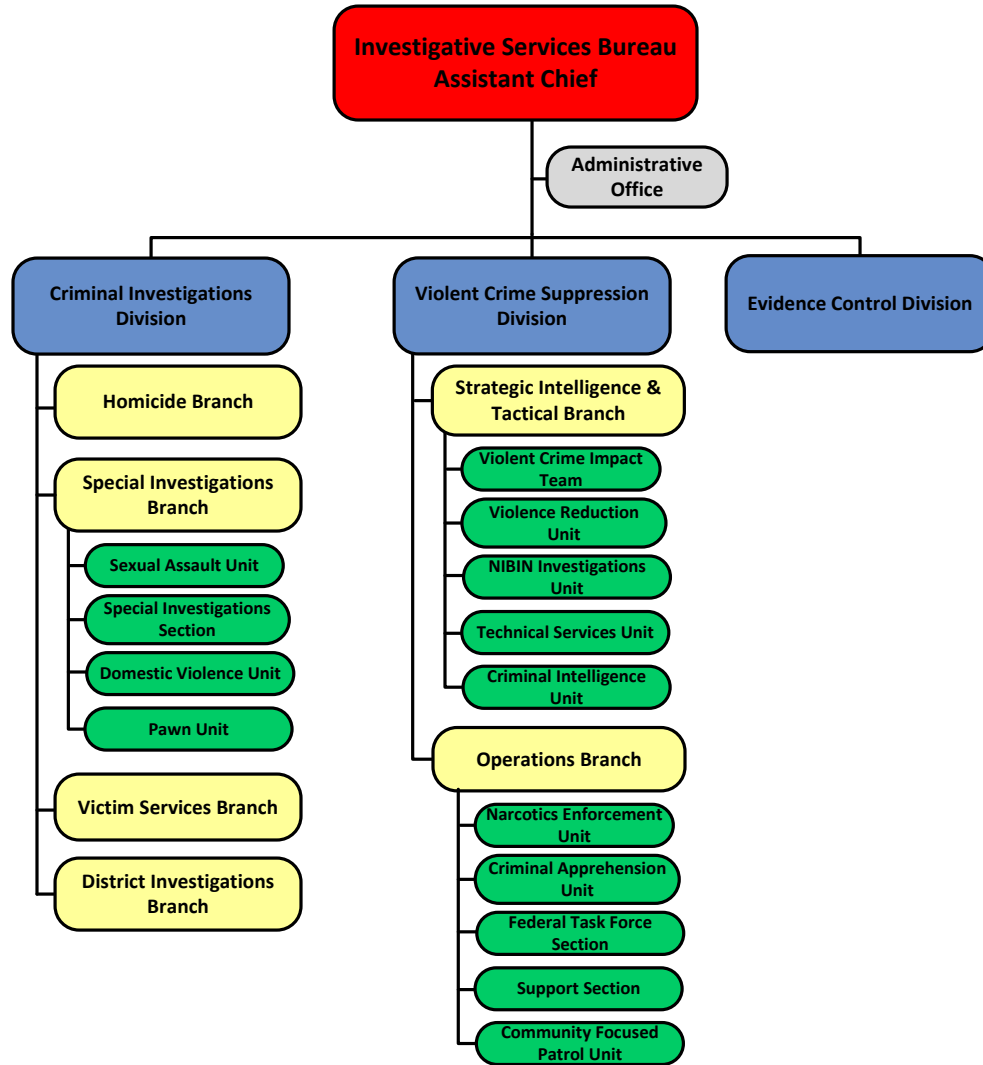 Investigative Services Bureau
Assistant Chief
Administrative
Office
Criminal Investigations
Division
Homicide Branch
Special Investigations
Branch
Sexual Assault Unit
Special Investigations
Section
Domestic Violence Unit
Pawn Unit
Victim Services Branch
District Investigations
Branch
Violent Crime Suppression
Division
Strategic Intelligence &
Tactical Branch
Violent Crime Impact
Team
Violence Reduction
Unit
NIBIN Investigations
Unit
Technical Services Unit
Criminal Intelligence
Unit
Operations Branch
Narcotics Enforcement
Unit
Criminal Apprehension
Unit
Federal Task Force
Section
Support Section
Community Focused
Patrol Unit
Evidence Control Division